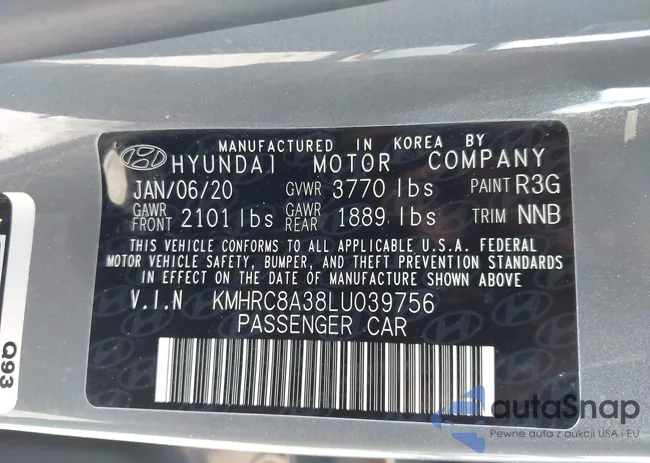 MANUFACTURED IN KOREA BY
HYUNDAI MOTOR COMPANY
JAN/06/20 GVWR 3770 lbs PAINT R3G
GAWR FRONT 2101 lbs GAWR REAR 1889 lbs TRIM NNB
THIS VEHICLE CONFORMS TO ALL APPLICABLE U.S.A. FEDERAL
MOTOR VEHICLE SAFETY, BUMPER, AND THEFT PREVENTION STANDARDS
IN EFFECT ON THE DATE OF MANUFACTURE SHOWN ABOVE
V.I.N KMHRC8A38LU039756
PASSENGER CAR
Q93
autaSnap
Pewne auta z aukcji USA i EU